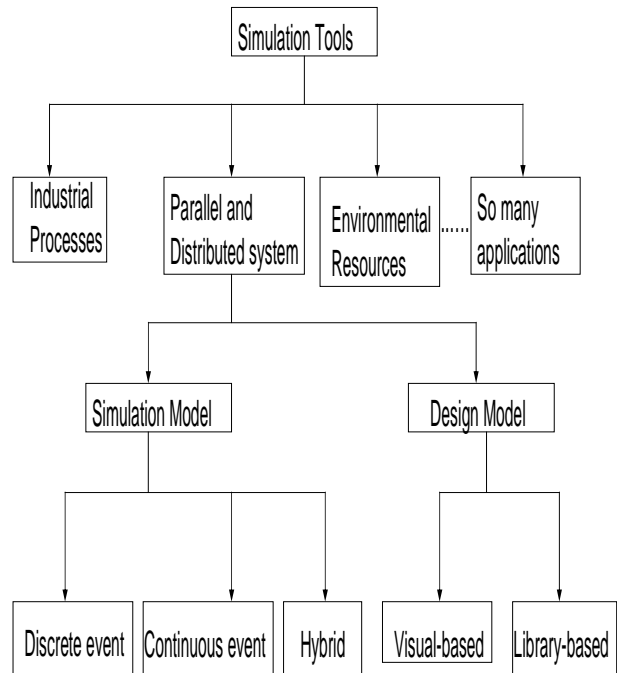 Simulation Tools
Industrial
Processes
Parallel and
Distributed system
Environmental
Resources
......
So many
applications
Simulation Model
Design Model
Discrete event
Continuous event
Hybrid
Visual-based
Library-based